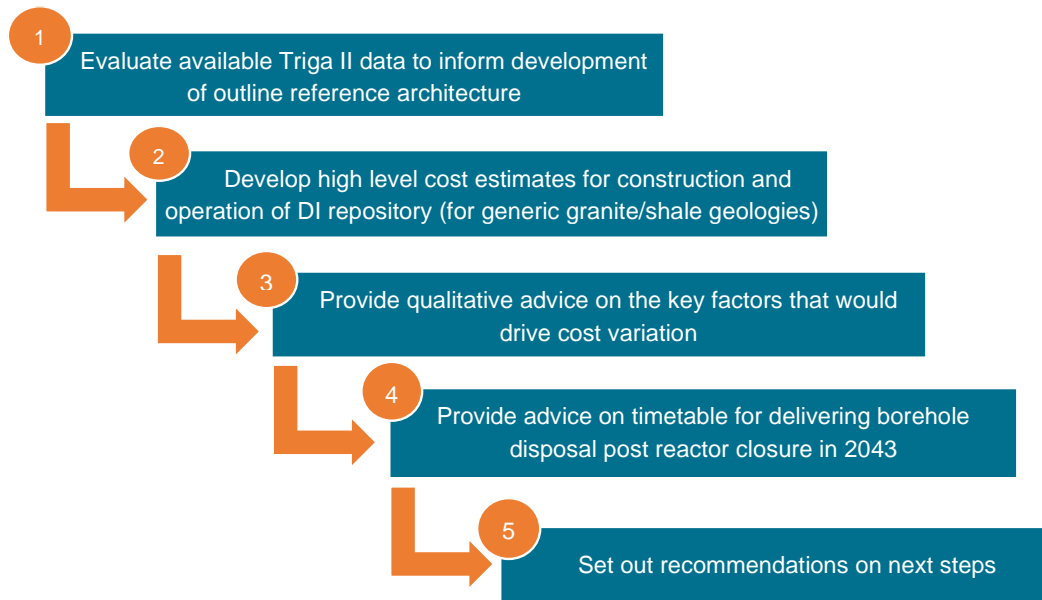 1
Evaluate available Triga II data to inform development
of outline reference architecture
2
Develop high level cost estimates for construction and
operation of DI repository (for generic granite/shale geologies)
3
Provide qualitative advice on the key factors that would
drive cost variation
4
Provide advice on timetable for delivering borehole
disposal post reactor closure in 2043
5
Set out recommendations on next steps